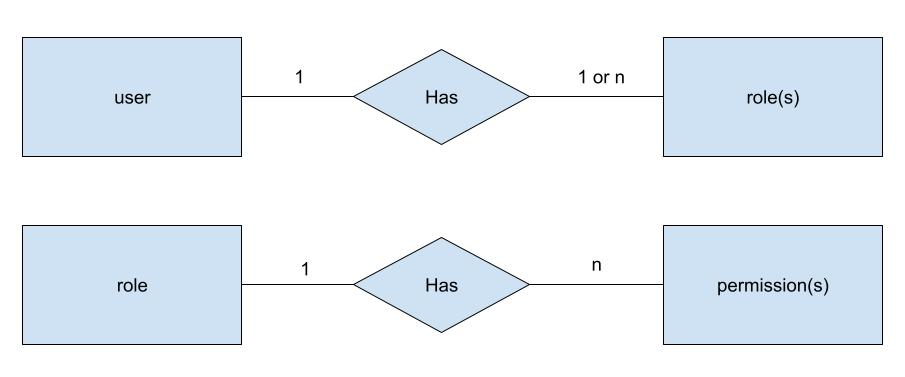 user
1
Has
1 or n
role(s)
role
1
Has
n
permission(s)